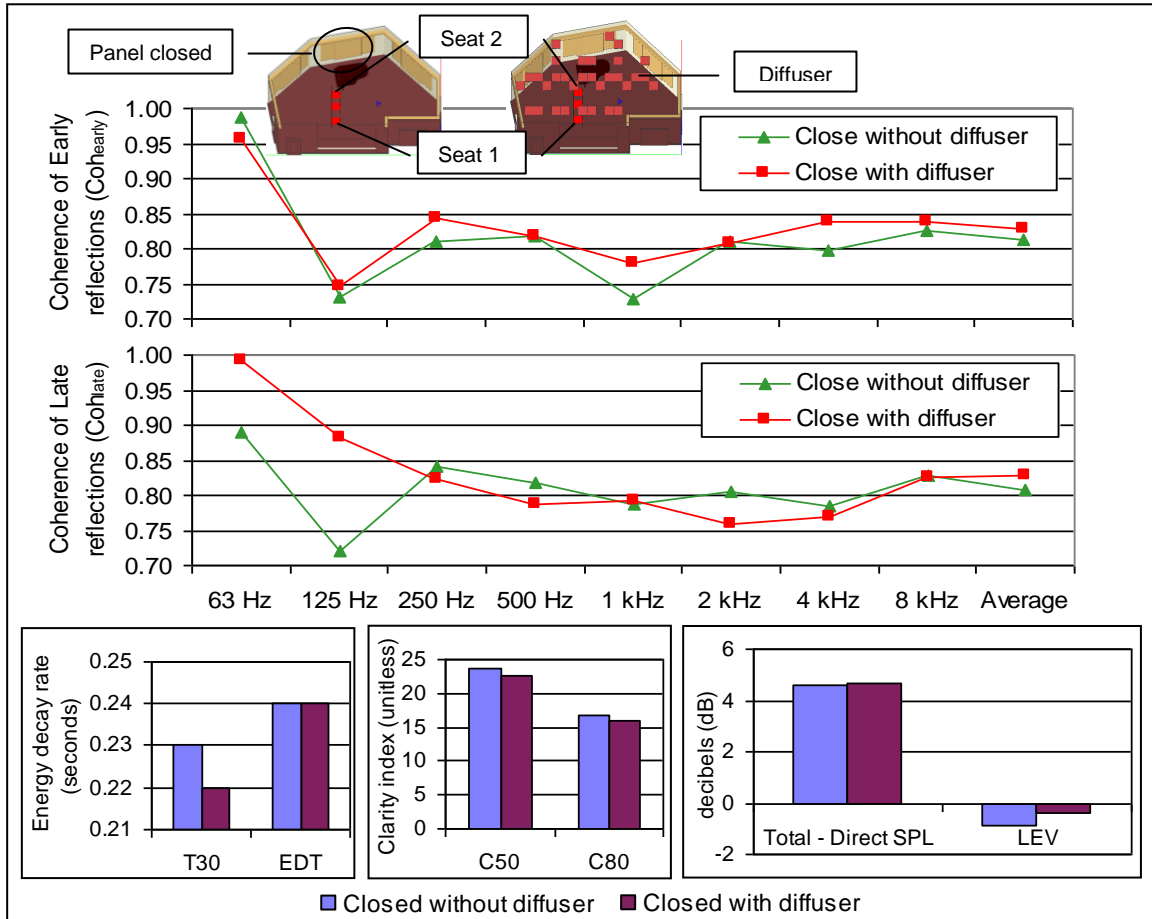 Panel closed
Seat 2
Diffuser
Seat 1
Coherence of Early
reflections (Cohearly)
1.00
0.95
0.90
0.85
0.80
0.75
0.70
Close without diffuser
Close with diffuser
Coherence of Late
reflections (Cohlate)
1.00
0.95
0.90
0.85
0.80
0.75
0.70
Close without diffuser
Close with diffuser
63 Hz 125 Hz 250 Hz 500 Hz 1 kHz 2 kHz 4 kHz 8 kHz Average
Energy decay rate
(seconds)
0.25
0.24
0.23
0.22
0.21
T30 EDT
Clarity index (unitless)
25
20
15
10
5
0
C50 C80
decibels (dB)
6
4
2
0
-2
Total - Direct SPL LEV
Closed without diffuser Closed with diffuser